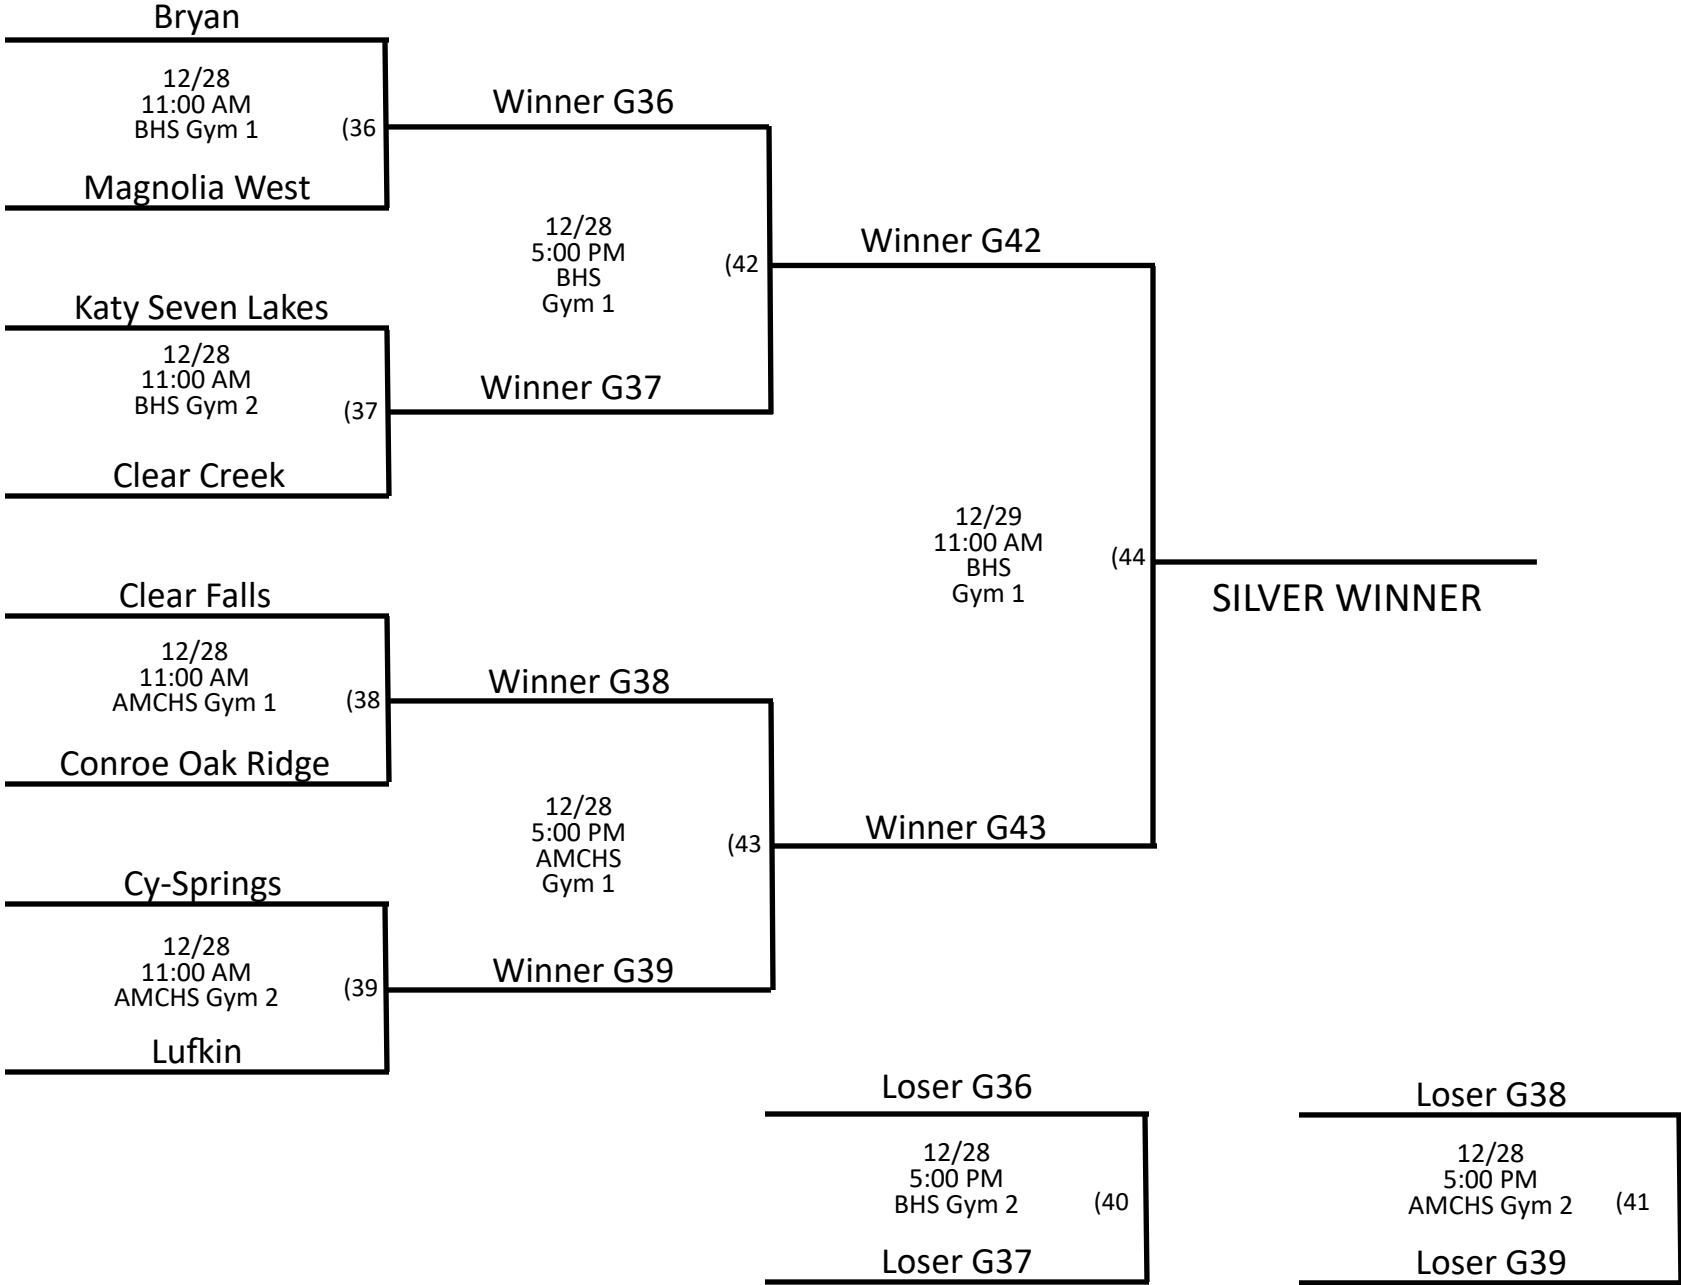 Bryan
12/28
11:00 AM
BHS Gym 1
(36
Magnolia West
Winner G36
Katy Seven Lakes
12/28
11:00 AM
BHS Gym 2
(37
Clear Creek
Winner G37
12/28
5:00 PM
BHS
Gym 1
(42
Winner G42
Clear Falls
12/28
11:00 AM
AMCHS Gym 1
(38
Conroe Oak Ridge
Winner G38
Cy-Springs
12/28
11:00 AM
AMCHS Gym 2
(39
Lufkin
Winner G39
12/28
5:00 PM
AMCHS
Gym 1
(43
Winner G43
12/29
11:00 AM
BHS
Gym 1
(44
SILVER WINNER
Loser G36
12/28
5:00 PM
BHS Gym 2
(40
Loser G37
Loser G38
12/28
5:00 PM
AMCHS Gym 2
(41
Loser G39